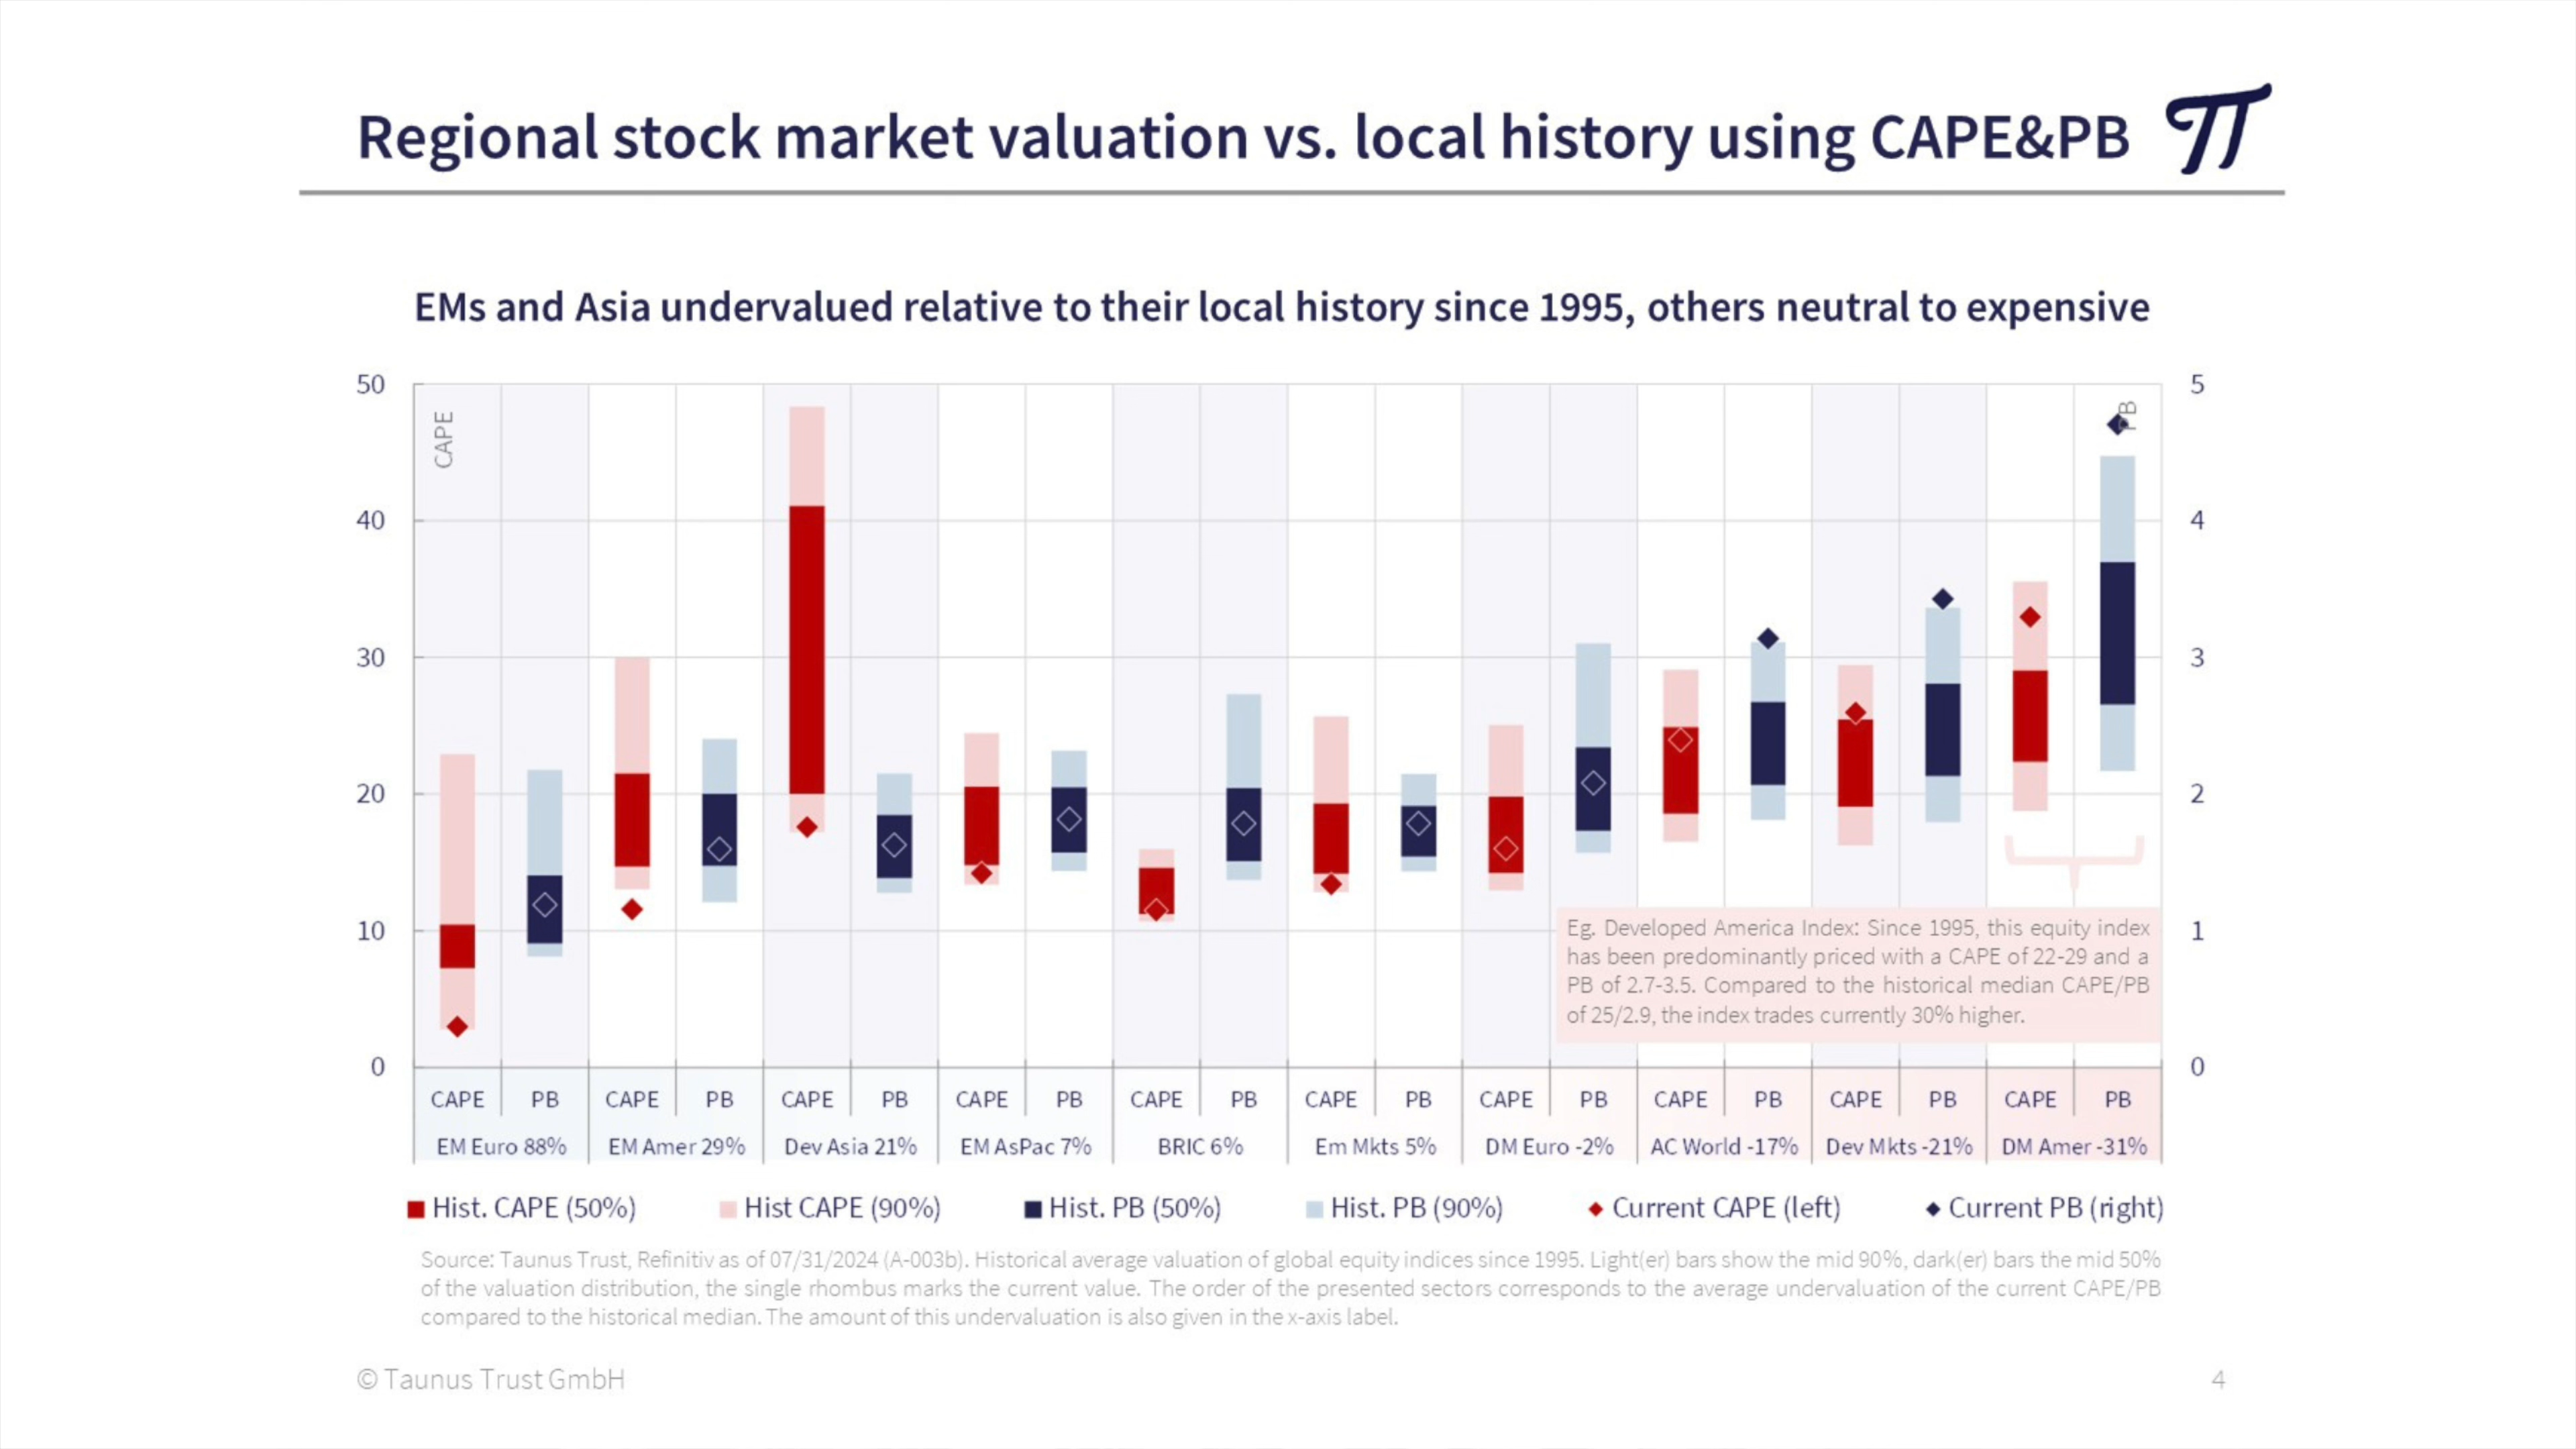 Regional stock market valuation vs. local history using CAPE&PB
EMs and Asia undervalued relative to their local history since 1995, others neutral to expensive
50
40
30
20
10
0
CAPE
5
4
3
2
1
0
PB
Eg. Developed America Index: Since 1995, this equity index
has been predominantly priced with a CAPE of 22-29 and a
PB of 2.7-3.5. Compared to the historical median CAPE/PB
of 25/2.9, the index trades currently 30% higher.
CAPE PB CAPE PB CAPE PB CAPE PB CAPE PB CAPE PB CAPE PB CAPE PB CAPE PB CAPE PB
EM Euro 88% EM Amer 29% Dev Asia 21% EM AsPac 7% BRIC 6% Em Mkts 5% DM Euro -2% AC World -17% Dev Mkts -21% DM Amer -31%
Hist. CAPE (50%) Hist CAPE (90%) Hist. PB (50%) Hist. PB (90%) Current CAPE (left) Current PB (right)
Source: Taunus Trust, Refinitiv as of 07/31/2024 (A-003b). Historical average valuation of global equity indices since 1995. Light(er) bars show the mid 90%, dark(er) bars the mid 50%
of the valuation distribution, the single rhombus marks the current value. The order of the presented sectors corresponds to the average undervaluation of the current CAPE/PB
compared to the historical median. The amount of this undervaluation is also given in the x-axis label.
© Taunus Trust GmbH
4